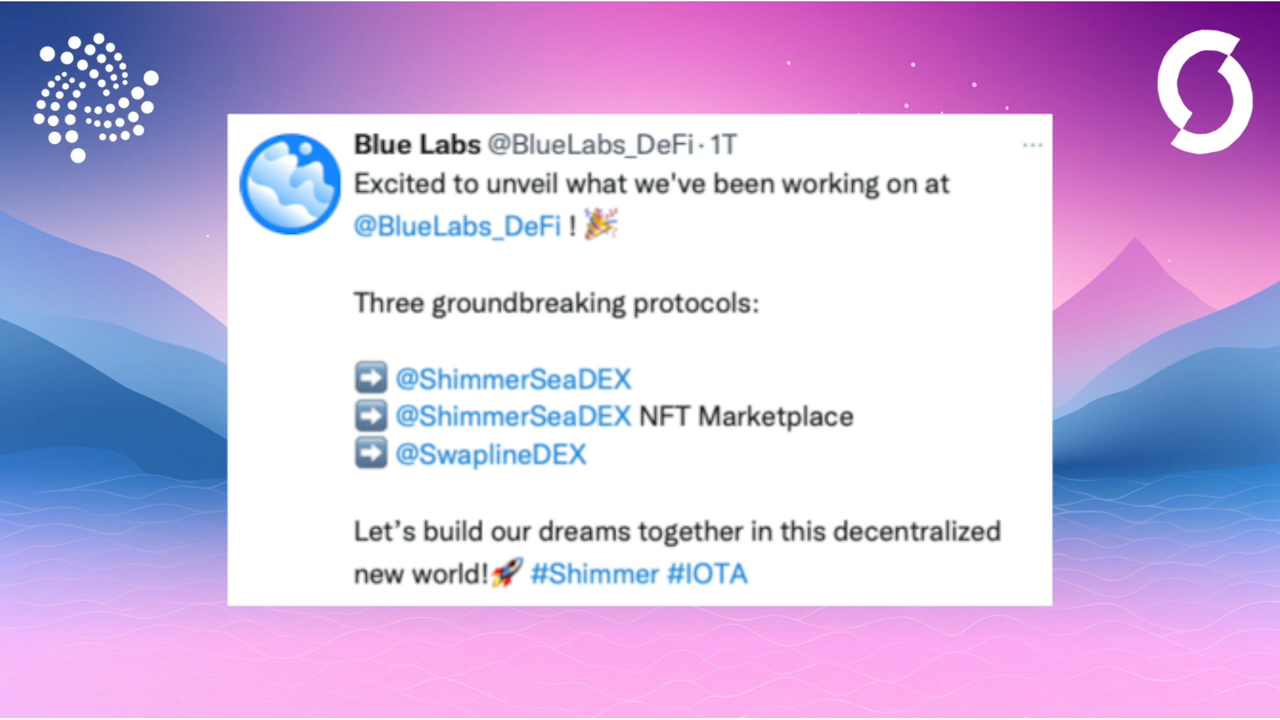 Blue Labs @BlueLabs_DeFi · 1T
Excited to unveil what we've been working on at
@BlueLabs_DeFi ! 🎉
Three groundbreaking protocols:
➡️ @ShimmerSeaDEX
➡️ @ShimmerSeaDEX NFT Marketplace
➡️ @SwaplineDEX
Let’s build our dreams together in this decentralized
new world!🚀 #Shimmer #IOTA